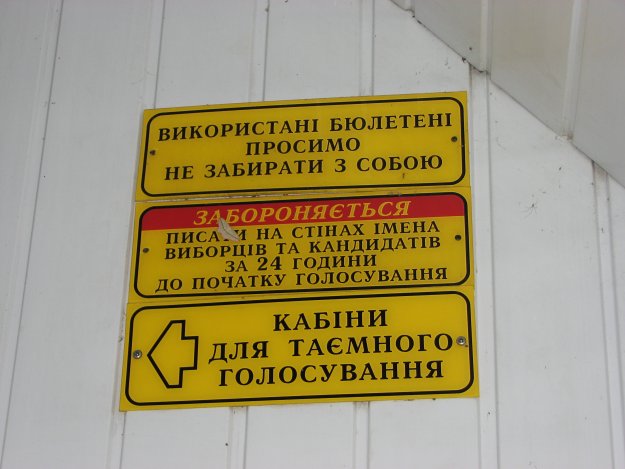 ВИКОРИСТАНІ БЮЛЕТЕНІ
ПРОСИМО
НЕ ЗАБИРАТИ З СОБОЮ
ЗАБОРОНЯЄТЬСЯ
ПИСАТИ НА СТІНАХ ІМЕНА
ВИБОРЦІВ ТА КАНДИДАТІВ
ЗА 24 ГОДИНИ
ДО ПОЧАТКУ ГОЛОСУВАННЯ
КАБІНИ
ДЛЯ ТАЄМНОГО
ГОЛОСУВАННЯ